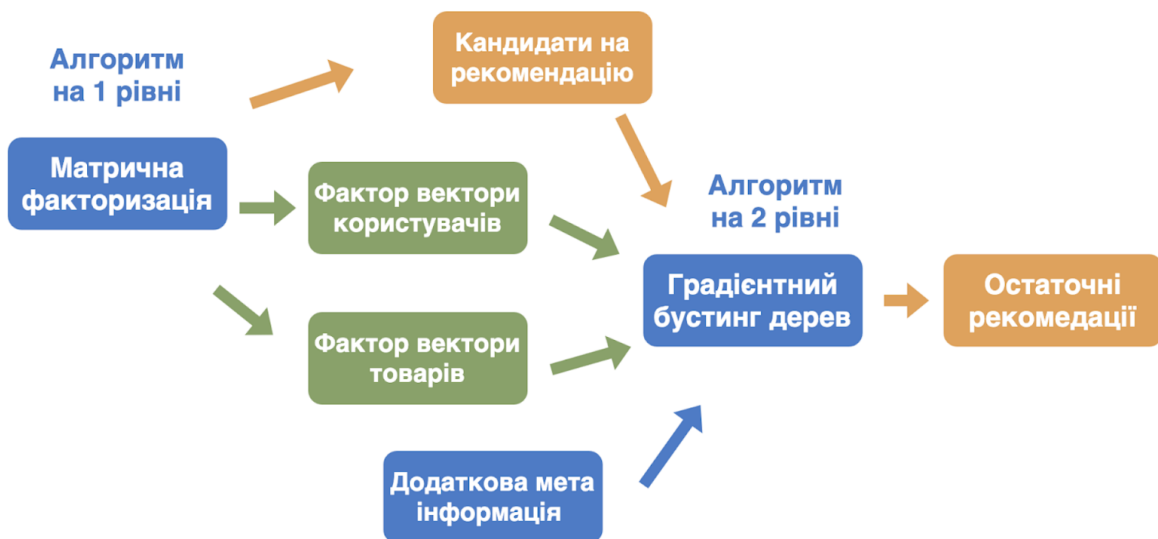 Алгоритм
на 1 рівні
Кандидати на
рекомендацію
Матрична
факторизація
Фактор вектори
користувачів
Алгоритм
на 2 рівні
Градієнтний
бустинг дерев
Остаточні
рекомедації
Фактор вектори
товарів
Додаткова мета
інформація